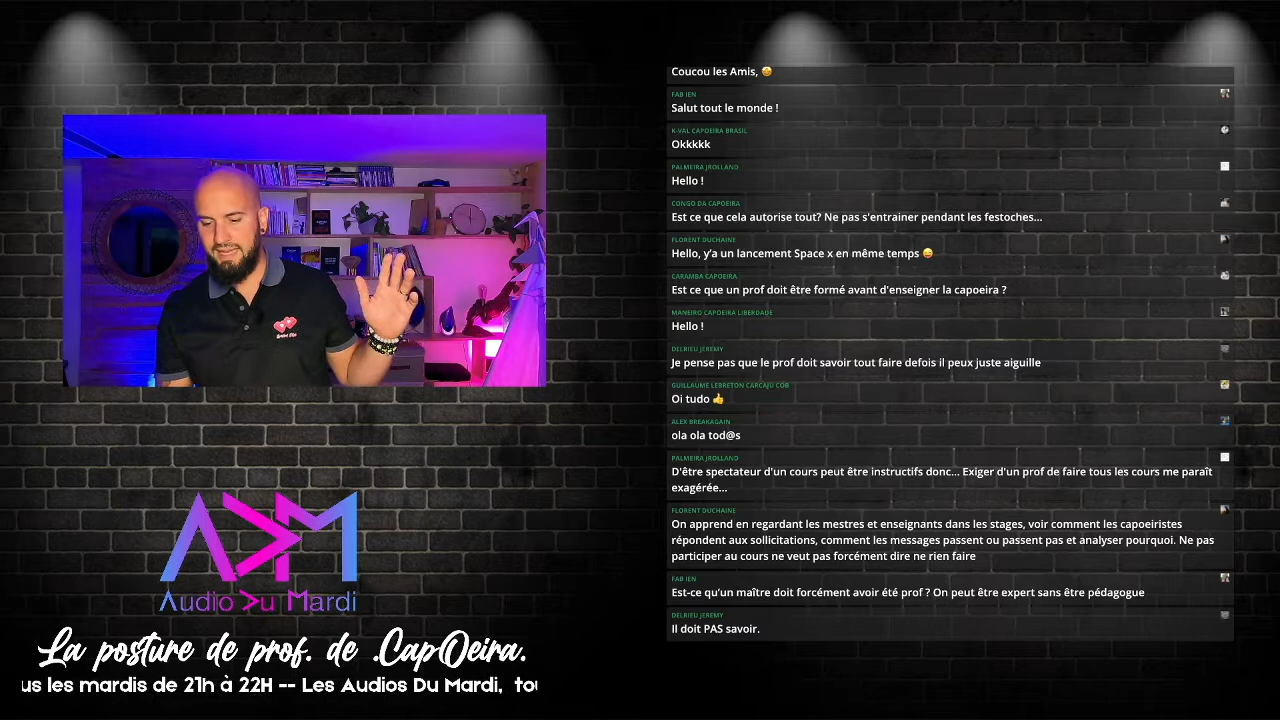 Coucou les Amis, 🤩
FAB IEN
Salut tout le monde !
K-VAL CAPOEIRA BRASIL
Okkkkk
PALMEIRA JROLLAND
Hello !
CONGO DA CAPOEIRA
Est ce que cela autorise tout? Ne pas s'entrainer pendant les festoches...
FLORENT DUCHAINE
Hello, y'a un lancement Space x en même temps 😅
CARAMBA CAPOEIRA
Est ce que un prof doit être formé avant d'enseigner la capoeira ?
MANEIRO CAPOEIRA LIBERDADE
Hello !
DELRIEU JEREMY
Je pense pas que le prof doit savoir tout faire defois il peux juste aiguille
GUILLAUME LEBRETON CARCAJU COB
Oi tudo 👍
ALEX BREAKAGAIN
ola ola tod@s
PALMEIRA JROLLAND
D'être spectateur d'un cours peut être instructifs donc... Exiger d'un prof de faire tous les cours me paraît
exagérée...
FLORENT DUCHAINE
On apprend en regardant les mestres et enseignants dans les stages, voir comment les capoeiristes
répondent aux sollicitations, comment les messages passent ou passent pas et analyser pourquoi. Ne pas
participer au cours ne veut pas forcément dire ne rien faire
FAB IEN
Est-ce qu'un maître doit forcément avoir été prof ? On peut être expert sans être pédagogue
DELRIEU JEREMY
Il doit PAS savoir.
ADM
Audio Du Mardi
La posture de prof. de .CapOeira.
us les mardis de 21h à 22H -- Les Audios Du Mardi, tou